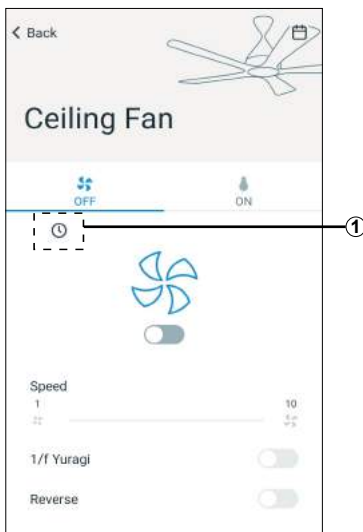 < Back
Ceiling Fan
OFF ON
①
Speed
1 10
1/f Yuragi
Reverse